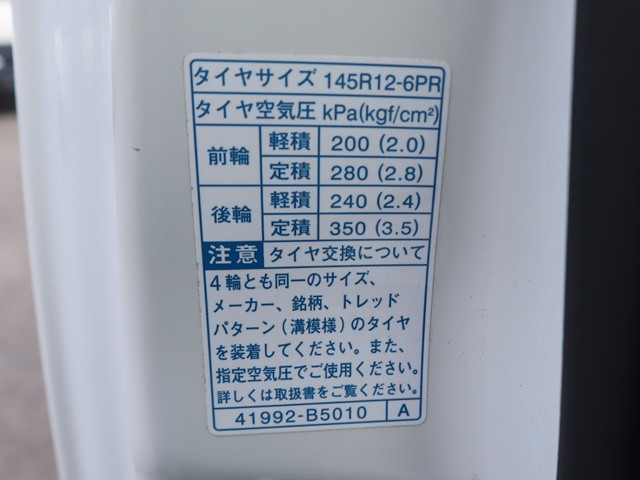 タイヤサイズ 145R12-6PR
タイヤ空気圧 kPa(kgf/cm²)
前輪 軽積 200 (2.0)
定積 280 (2.8)
後輪 軽積 240 (2.4)
定積 350 (3.5)
注意 タイヤ交換について
4輪とも同一のサイズ、
メーカー、銘柄、トレッド
パターン(溝模様)のタイヤ
を装着してください。また、
指定空気圧でご使用ください。
詳しくは取扱書をご覧ください。
41992-B5010 A